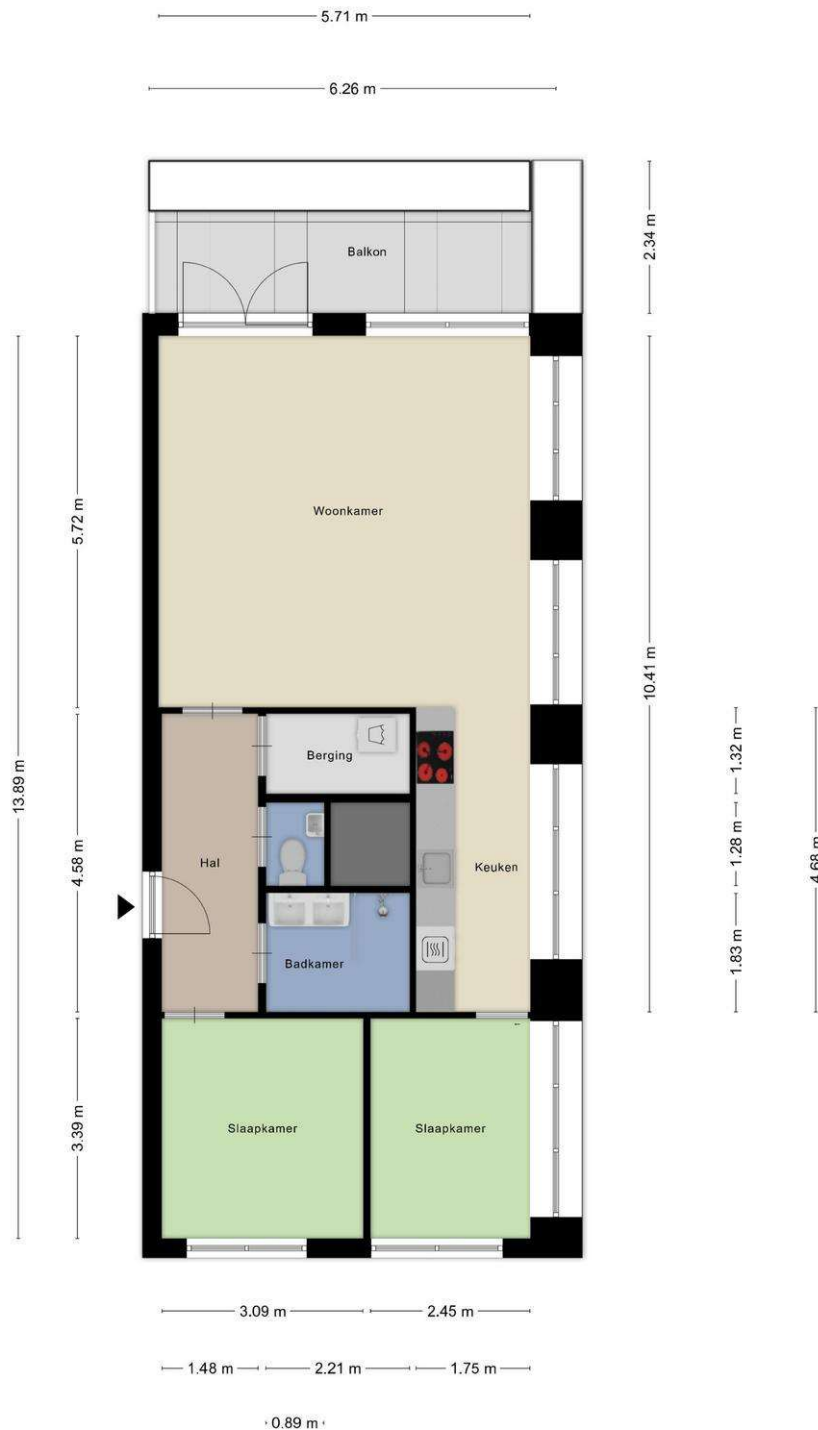 5.71 m
6.26 m
2.34 m
Balkon
5.72 m
Woonkamer
10.41 m
13.89 m
1.32 m
Berging
1.28 m
4.68 m
4.58 m
Hal
Keuken
1.83 m
Badkamer
3.39 m
Slaapkamer
Slaapkamer
3.09 m
2.45 m
1.48 m
2.21 m
1.75 m
0.89 m